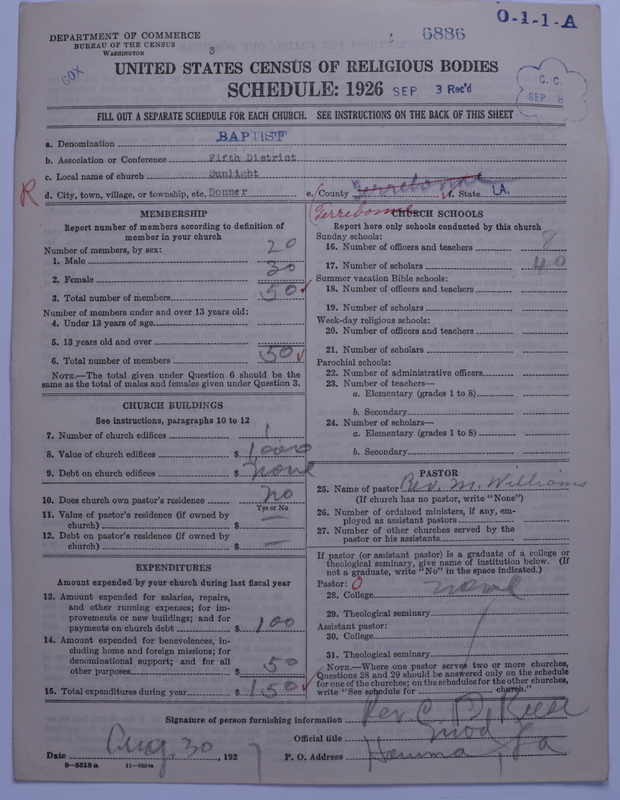 DEPARTMENT OF COMMERCE
BUREAU OF THE CENSUS
WASHINGTON
3
6886
O-1-1-A
COX
UNITED STATES CENSUS OF RELIGIOUS BODIES
SCHEDULE: 1926 SEP 3 Rec'd
C. C.
SEP 8
FILL OUT A SEPARATE SCHEDULE FOR EACH CHURCH. SEE INSTRUCTIONS ON THE BACK OF THIS SHEET
a. Denomination BAPTIST
b. Association or Conference Fifth District
c. Local name of church Sunlight
R d. City, town, village, or township, etc. Donner e. County Terrebonne f. State LA.
Terrebonne
MEMBERSHIP
Report number of members according to definition of
member in your church
Number of members, by sex:
1. Male 20
2. Female 30
3. Total number of members 50
Number of members under and over 13 years old:
4. Under 13 years of age
5. 13 years old and over
6. Total number of members 50
NOTE.—The total given under Question 6 should be the
same as the total of males and females given under Question 3.
CHURCH BUILDINGS
See instructions, paragraphs 10 to 12
7. Number of church edifices 1
8. Value of church edifices $ 1000
9. Debt on church edifices $ none
10. Does church own pastor's residence no
Yes or No
11. Value of pastor's residence (if owned by
church) $ —
12. Debt on pastor's residence (if owned by
church) $ —
EXPENDITURES
Amount expended by your church during last fiscal year
13. Amount expended for salaries, repairs,
and other running expenses; for im-
provements or new buildings; and for
payments on church debt $ 100
14. Amount expended for benevolences, in-
cluding home and foreign missions; for
denominational support; and for all
other purposes $ 50
15. Total expenditures during year $ 150
CHURCH SCHOOLS
Report here only schools conducted by this church
Sunday schools:
16. Number of officers and teachers 8
17. Number of scholars 40
Summer vacation Bible schools:
18. Number of officers and teachers
19. Number of scholars
Week-day religious schools:
20. Number of officers and teachers
21. Number of scholars
Parochial schools:
22. Number of administrative officers
23. Number of teachers—
a. Elementary (grades 1 to 8)
b. Secondary
24. Number of scholars—
a. Elementary (grades 1 to 8)
b. Secondary
PASTOR
25. Name of pastor Rev. M. Williams
(If church has no pastor, write "None")
26. Number of ordained ministers, if any, em-
ployed as assistant pastors
27. Number of other churches served by the
pastor or his assistants
If pastor (or assistant pastor) is a graduate of a college or
theological seminary, give name of institution below. (If
not a graduate, write "No" in the space indicated.)
Pastor: O
28. College none
29. Theological seminary
Assistant pastor:
30. College
31. Theological seminary
NOTE.—Where one pastor serves two or more churches,
Questions 28 and 29 should be answered only on the schedule
for one of the churches; on the schedules for the other churches,
write "See schedule for church."
Signature of person furnishing information Rev. C. B. Reese
Official title mod,
Date Aug. 30, 1927 P. O. Address Houma, La
8-5518 a 11-9054a